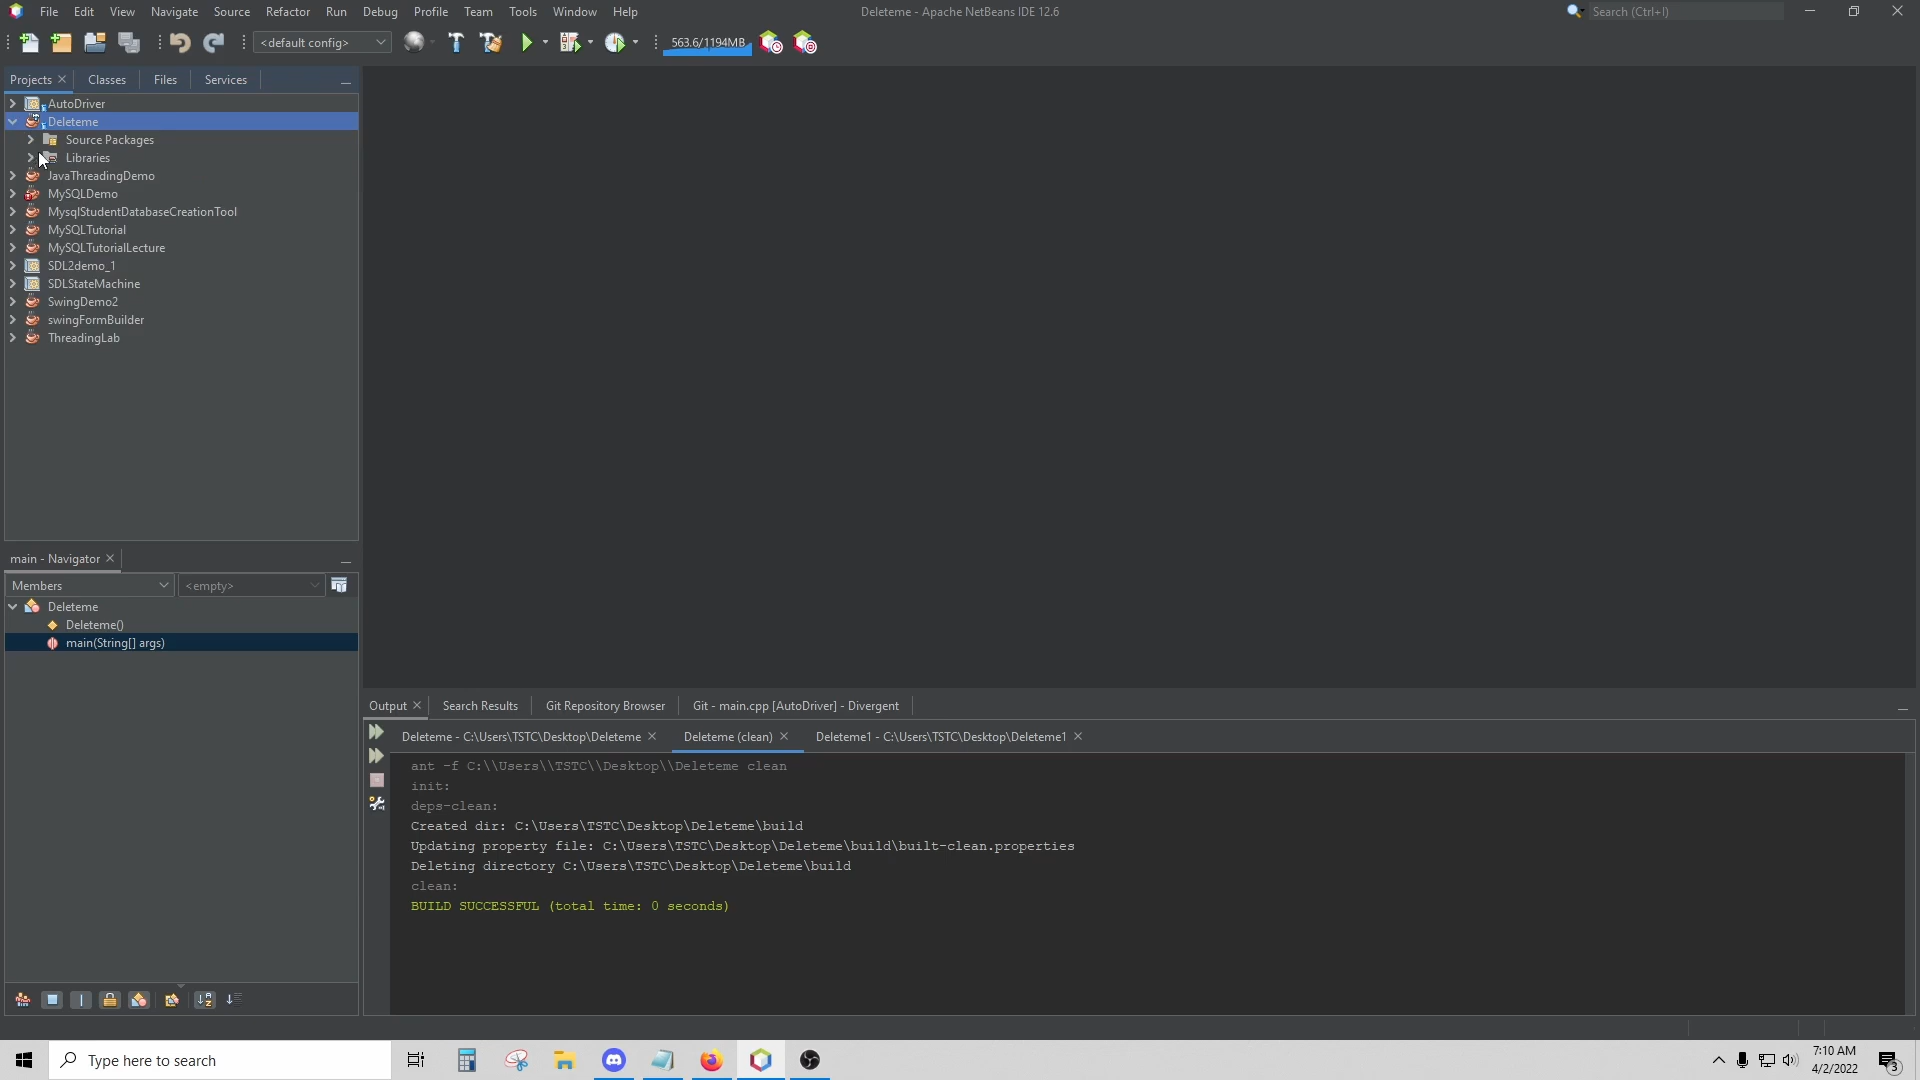 File Edit View Navigate Source Refactor Run Debug Profile Team Tools Window Help
Deleteme - Apache NetBeans IDE 12.6
Search (Ctrl+I)
<default config>
563.6/1194MB
Projects Classes Files Services
AutoDriver
Deleteme
Source Packages
Libraries
JavaThreadingDemo
MySQLDemo
MysqlStudentDatabaseCreationTool
MySQLTutorial
MySQLTutorialLecture
SDL2demo_1
SDLStateMachine
SwingDemo2
swingFormBuilder
ThreadingLab
main - Navigator
Members <empty>
Deleteme
Deleteme()
main(String[] args)
Output Search Results Git Repository Browser Git - main.cpp [AutoDriver] - Divergent
Deleteme - C:\Users\TSTC\Desktop\Deleteme Deleteme (clean) Deleteme1 - C:\Users\TSTC\Desktop\Deleteme1
ant -f C:\\Users\\TSTC\\Desktop\\Deleteme clean
init:
deps-clean:
Created dir: C:\Users\TSTC\Desktop\Deleteme\build
Updating property file: C:\Users\TSTC\Desktop\Deleteme\build\built-clean.properties
Deleting directory C:\Users\TSTC\Desktop\Deleteme\build
clean:
BUILD SUCCESSFUL (total time: 0 seconds)
Type here to search
7:10 AM
4/2/2022
3